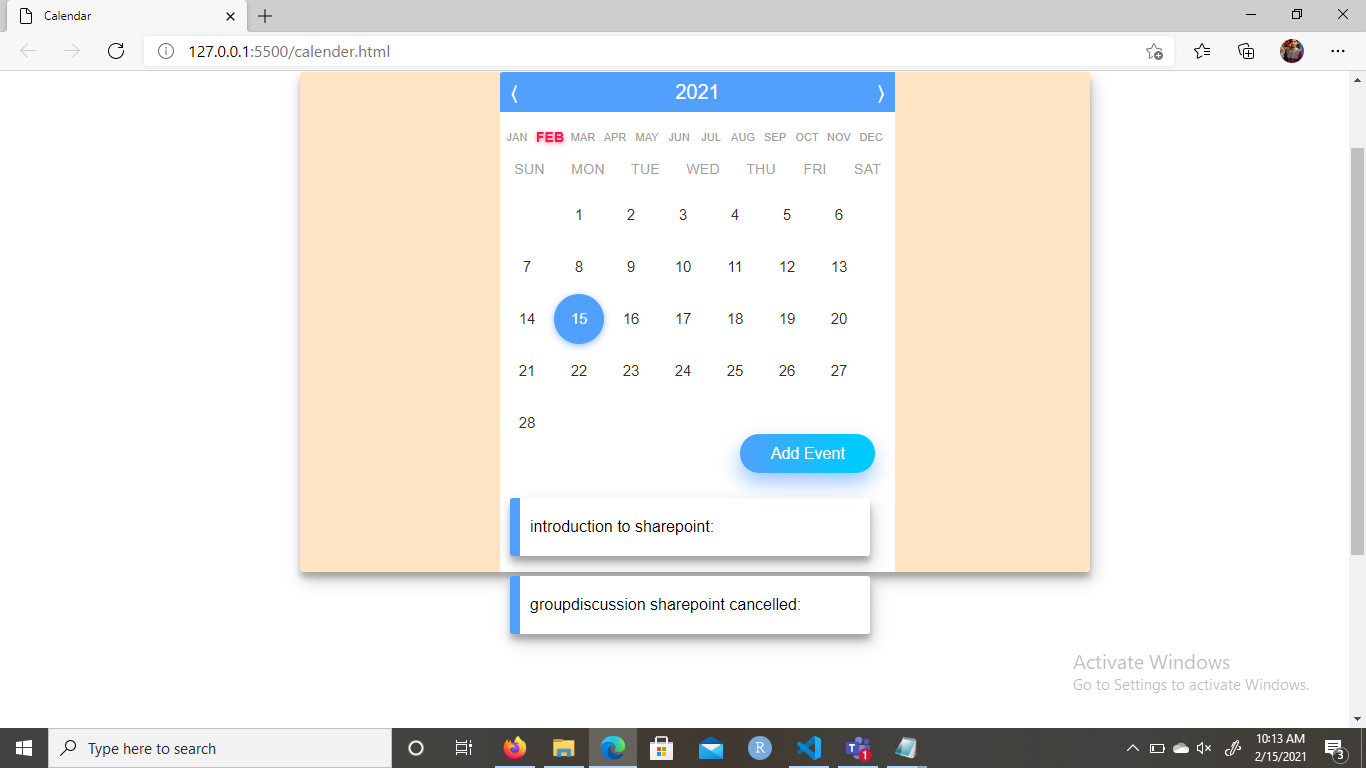 Calendar
127.0.0.1:5500/calender.html
2021
JAN FEB MAR APR MAY JUN JUL AUG SEP OCT NOV DEC
SUN MON TUE WED THU FRI SAT
1 2 3 4 5 6
7 8 9 10 11 12 13
14 15 16 17 18 19 20
21 22 23 24 25 26 27
28
Add Event
introduction to sharepoint:
groupdiscussion sharepoint cancelled:
Activate Windows
Go to Settings to activate Windows.
Type here to search
R
1
10:13 AM
2/15/2021
3